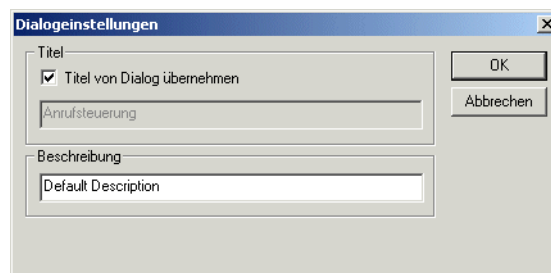 Dialogeinstellungen
Titel
Titel von Dialog übernehmen
Anrufsteuerung
Beschreibung
Default Description
OK
Abbrechen